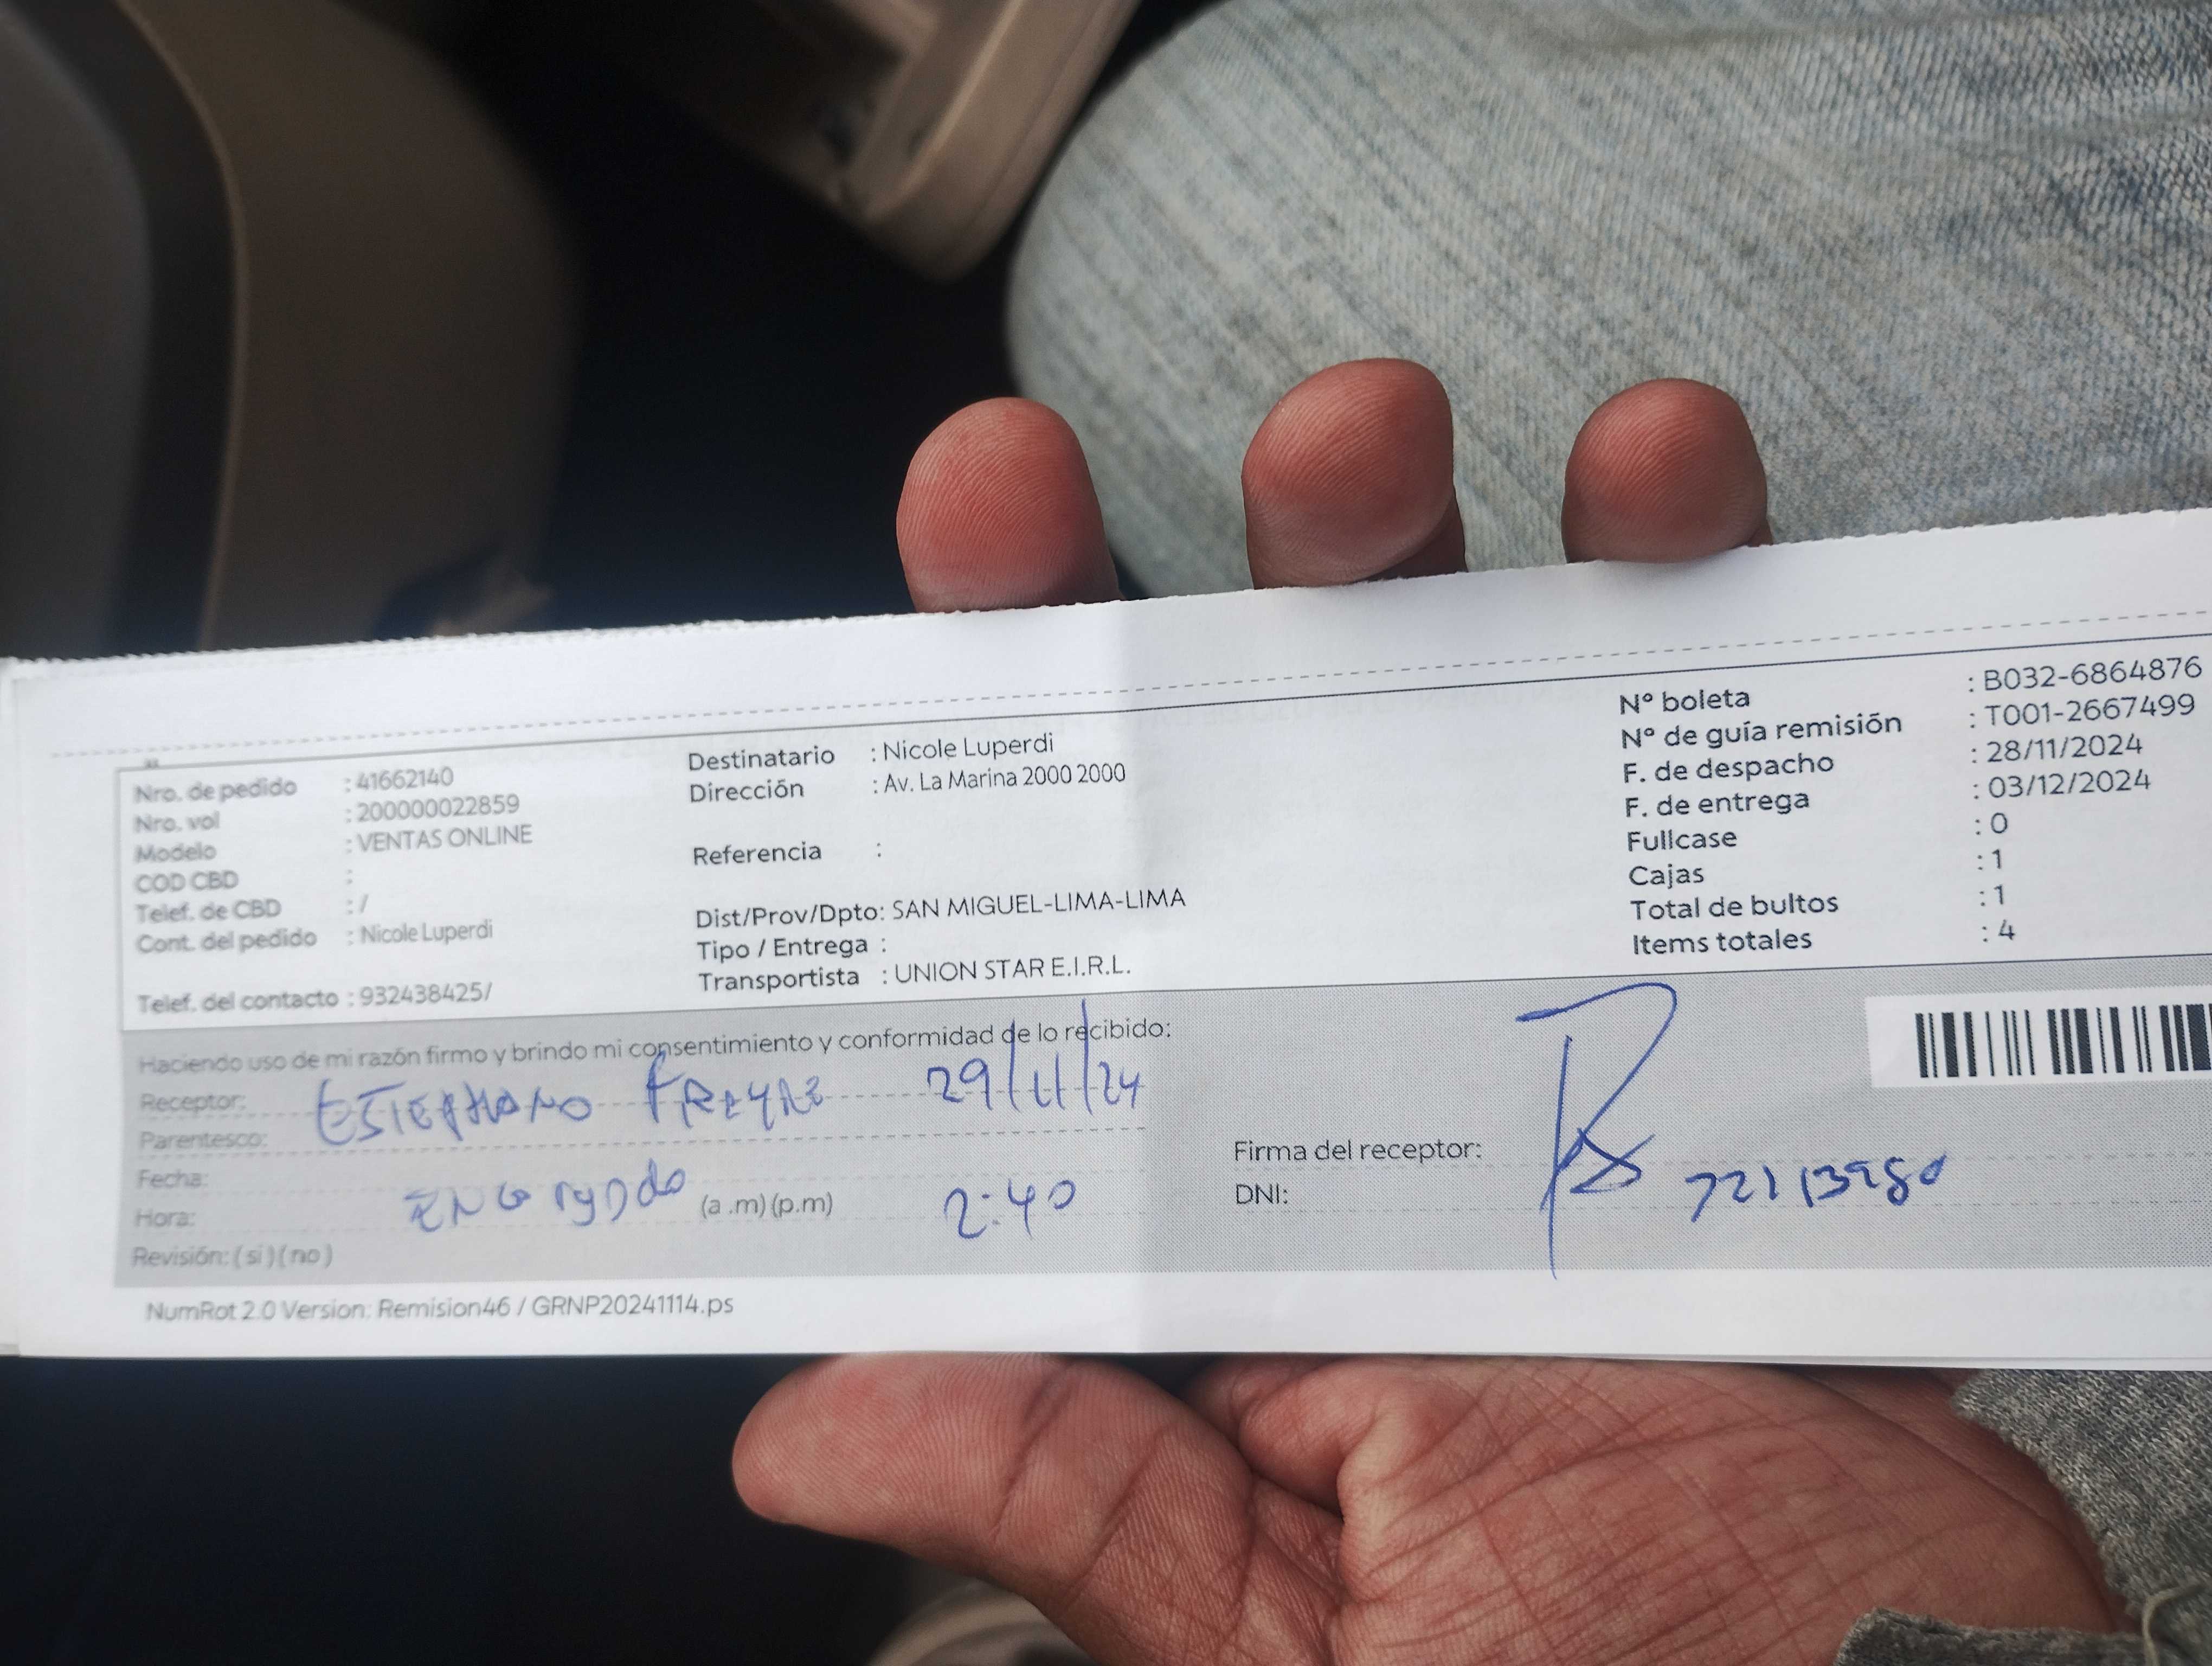 Nro. de pedido : 41662140
Nro. vol : 200000022859
Modelo : VENTAS ONLINE
COD CBD :
Telef. de CBD : /
Cont. del pedido : Nicole Luperdi
Telef. del contacto : 932438425/
Destinatario : Nicole Luperdi
Dirección : Av. La Marina 2000 2000
Referencia :
Dist/Prov/Dpto: SAN MIGUEL-LIMA-LIMA
Tipo / Entrega :
Transportista : UNION STAR E.I.R.L.
N° boleta : B032-6864876
N° de guía remisión : T001-2667499
F. de despacho : 28/11/2024
F. de entrega : 03/12/2024
Fullcase : 0
Cajas : 1
Total de bultos : 1
Items totales : 4
Haciendo uso de mi razón firmo y brindo mi consentimiento y conformidad de lo recibido:
Receptor: ESTEPHANO 29/11/24
Parentesco:
Fecha:
Hora: (a .m) (p.m) 2:40
Revisión: ( si ) ( no )
Firma del receptor:
DNI:
NumRot 2.0 Version: Remision46 / GRNP20241114.ps